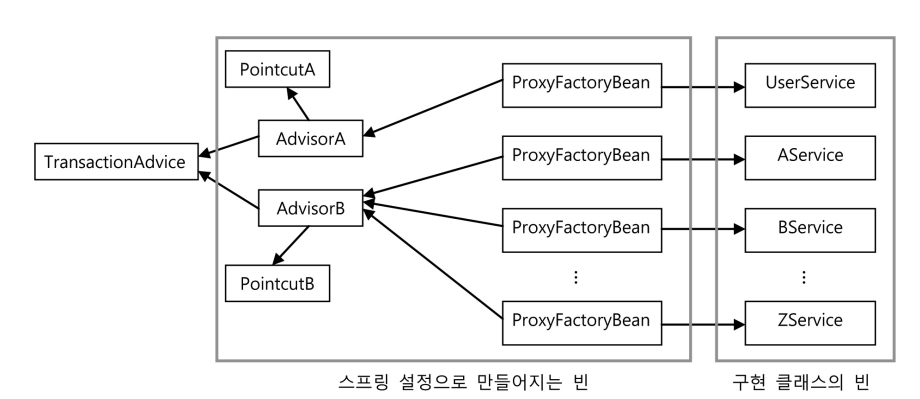 PointcutA
ProxyFactoryBean
UserService
AdvisorA
TransactionAdvice
ProxyFactoryBean
AService
AdvisorB
ProxyFactoryBean
BService
PointcutB
⋮
⋮
ProxyFactoryBean
ZService
스프링 설정으로 만들어지는 빈
구현 클래스의 빈